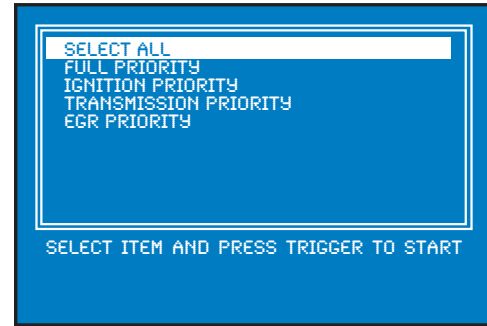 SELECT ALL
FULL PRIORITY
IGNITION PRIORITY
TRANSMISSION PRIORITY
EGR PRIORITY
SELECT ITEM AND PRESS TRIGGER TO START